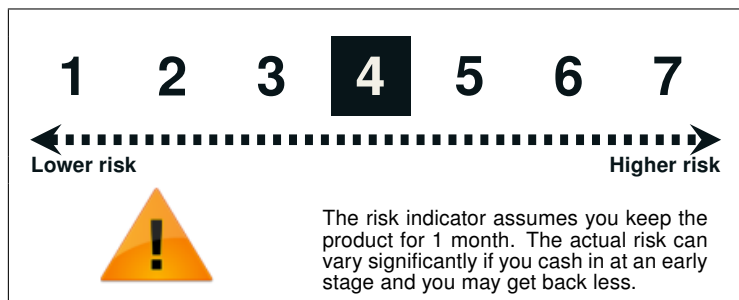 1 2 3 4 5 6 7
Lower risk Higher risk
!
The risk indicator assumes you keep the
product for 1 month. The actual risk can
vary significantly if you cash in at an early
stage and you may get back less.